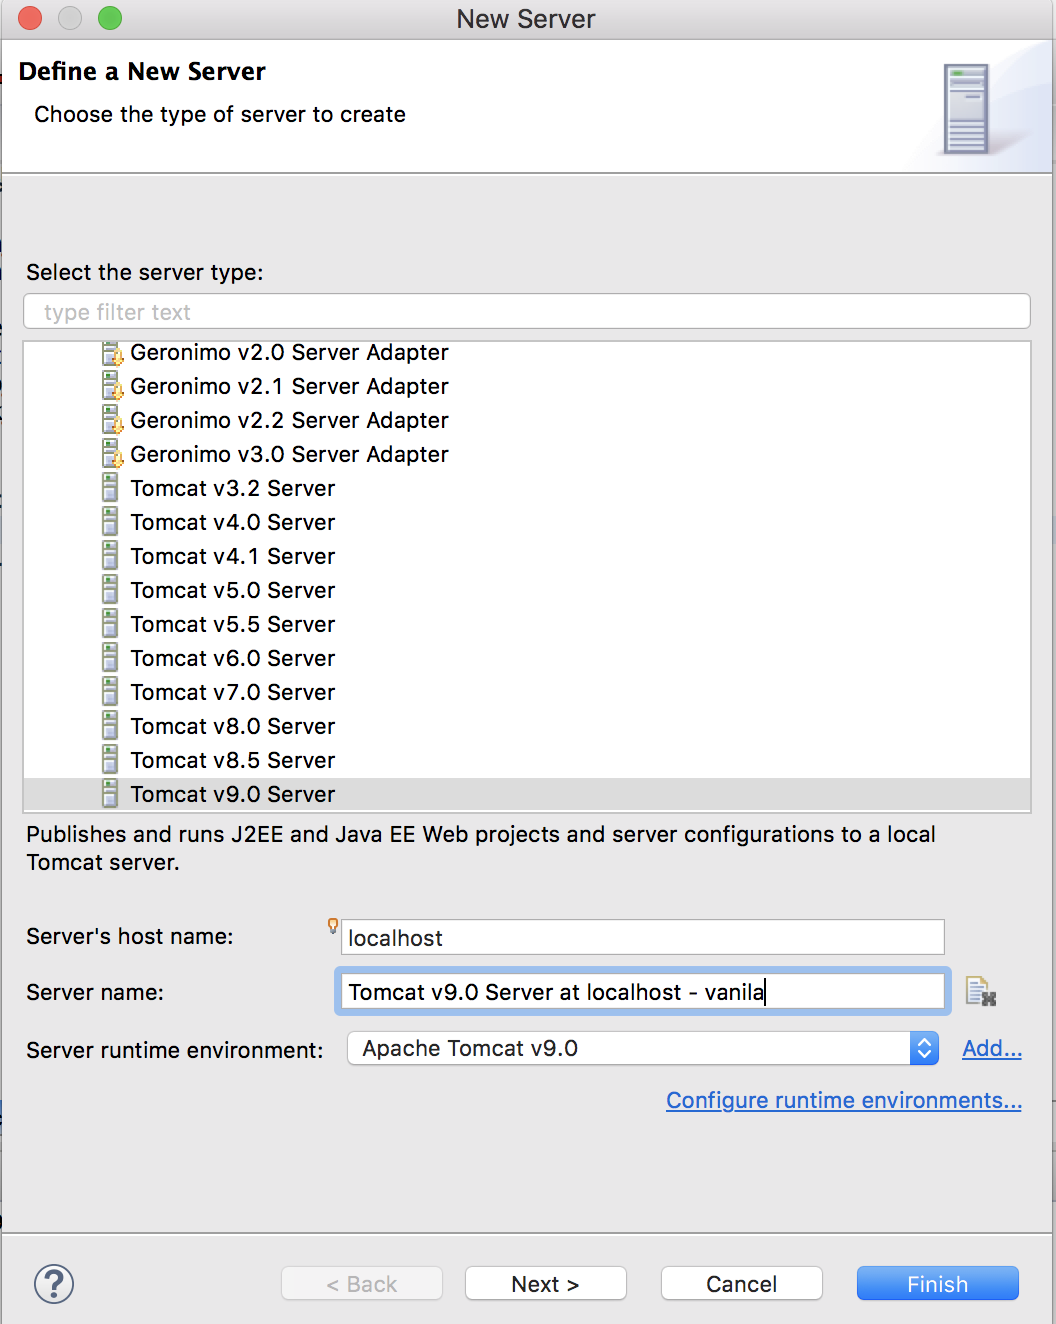 New Server
Define a New Server
Choose the type of server to create
Select the server type:
type filter text
Geronimo v2.0 Server Adapter
Geronimo v2.1 Server Adapter
Geronimo v2.2 Server Adapter
Geronimo v3.0 Server Adapter
Tomcat v3.2 Server
Tomcat v4.0 Server
Tomcat v4.1 Server
Tomcat v5.0 Server
Tomcat v5.5 Server
Tomcat v6.0 Server
Tomcat v7.0 Server
Tomcat v8.0 Server
Tomcat v8.5 Server
Tomcat v9.0 Server
Publishes and runs J2EE and Java EE Web projects and server configurations to a local
Tomcat server.
Server's host name: localhost
Server name: Tomcat v9.0 Server at localhost - vanila
Server runtime environment: Apache Tomcat v9.0 Add...
Configure runtime environments...
? < Back Next > Cancel Finish